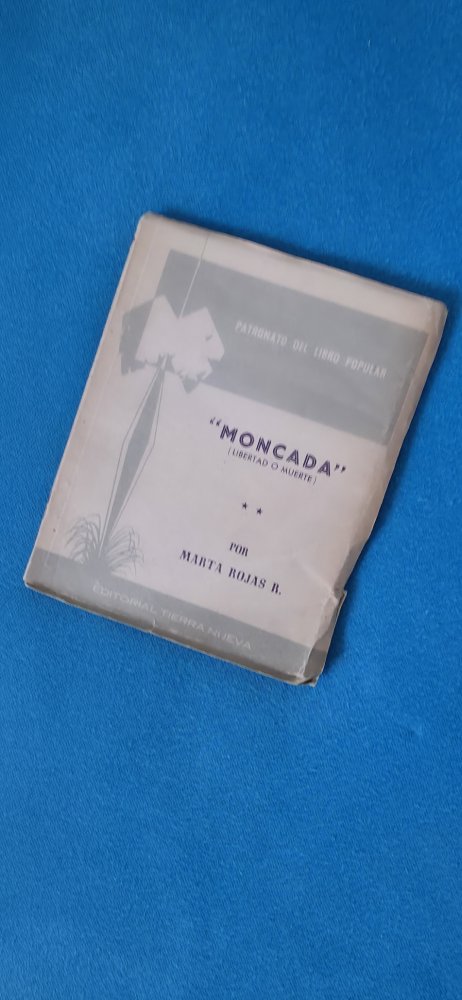 PATRONATO DEL LIBRO POPULAR
"MONCADA"
(LIBERTAD O MUERTE)
★ ★
POR
MARTA ROJAS R.
EDITORIAL TIERRA NUEVA